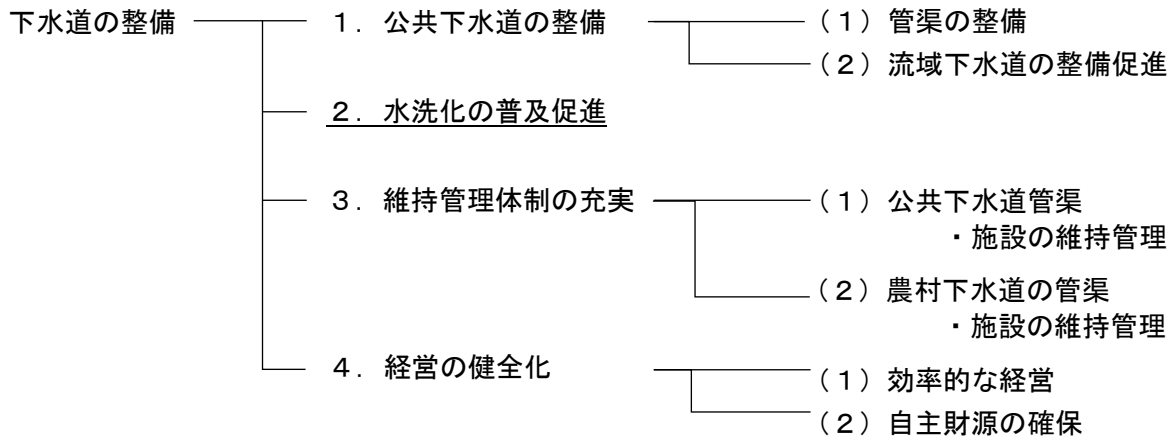 下水道の整備
１．公共下水道の整備
（１）管渠の整備
（２）流域下水道の整備促進
２．水洗化の普及促進
３．維持管理体制の充実
（１）公共下水道管渠
・施設の維持管理
（２）農村下水道の管渠
・施設の維持管理
４．経営の健全化
（１）効率的な経営
（２）自主財源の確保